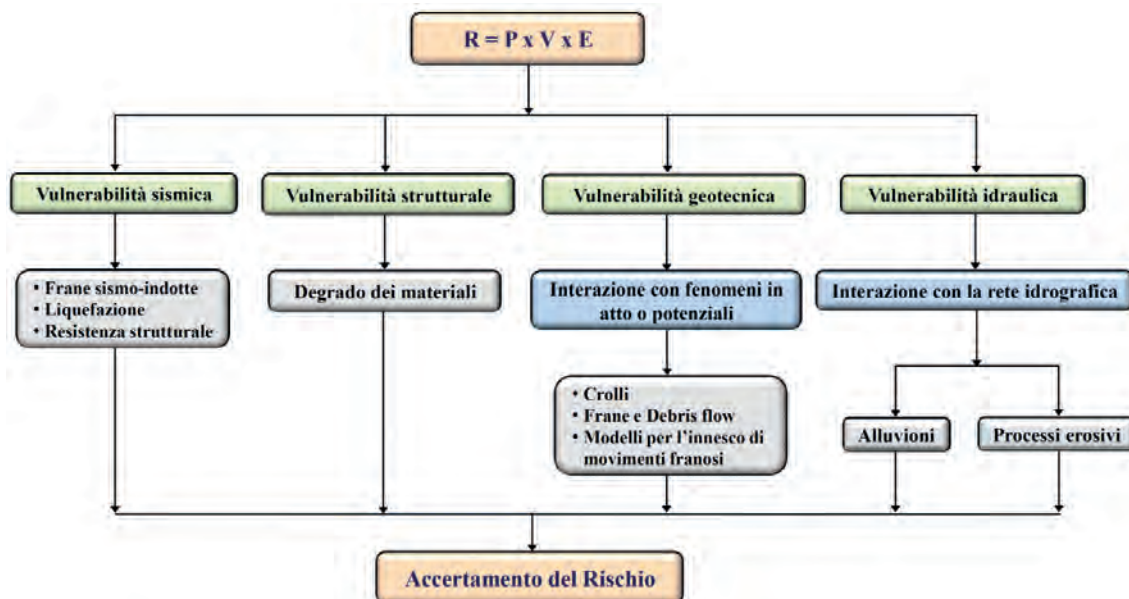 R = P x V x E
Vulnerabilità sismica
Vulnerabilità strutturale
Vulnerabilità geotecnica
Vulnerabilità idraulica
• Frane sismo-indotte
• Liquefazione
• Resistenza strutturale
Degrado dei materiali
Interazione con fenomeni in
atto o potenziali
Interazione con la rete idrografica
• Crolli
• Frane e Debris flow
• Modelli per l'innesco di
movimenti franosi
Alluvioni
Processi erosivi
Accertamento del Rischio